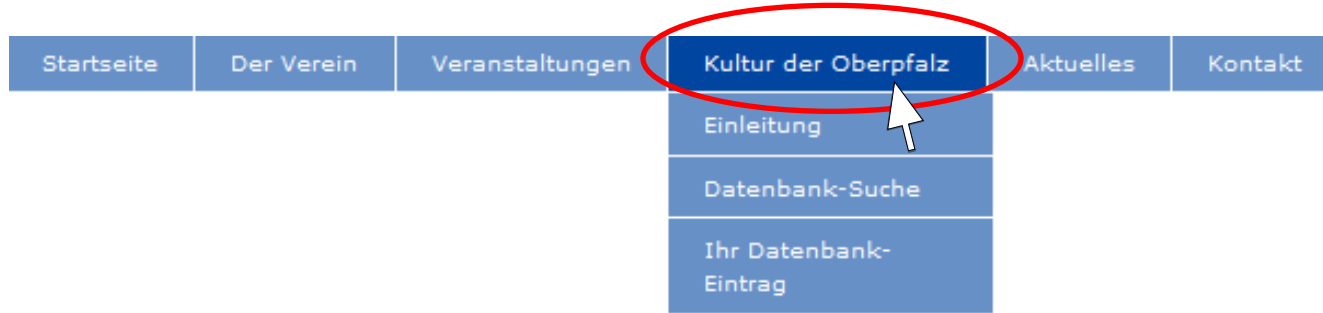 Startseite Der Verein Veranstaltungen Kultur der Oberpfalz Aktuelles Kontakt
Einleitung
Datenbank-Suche
Ihr Datenbank-
Eintrag